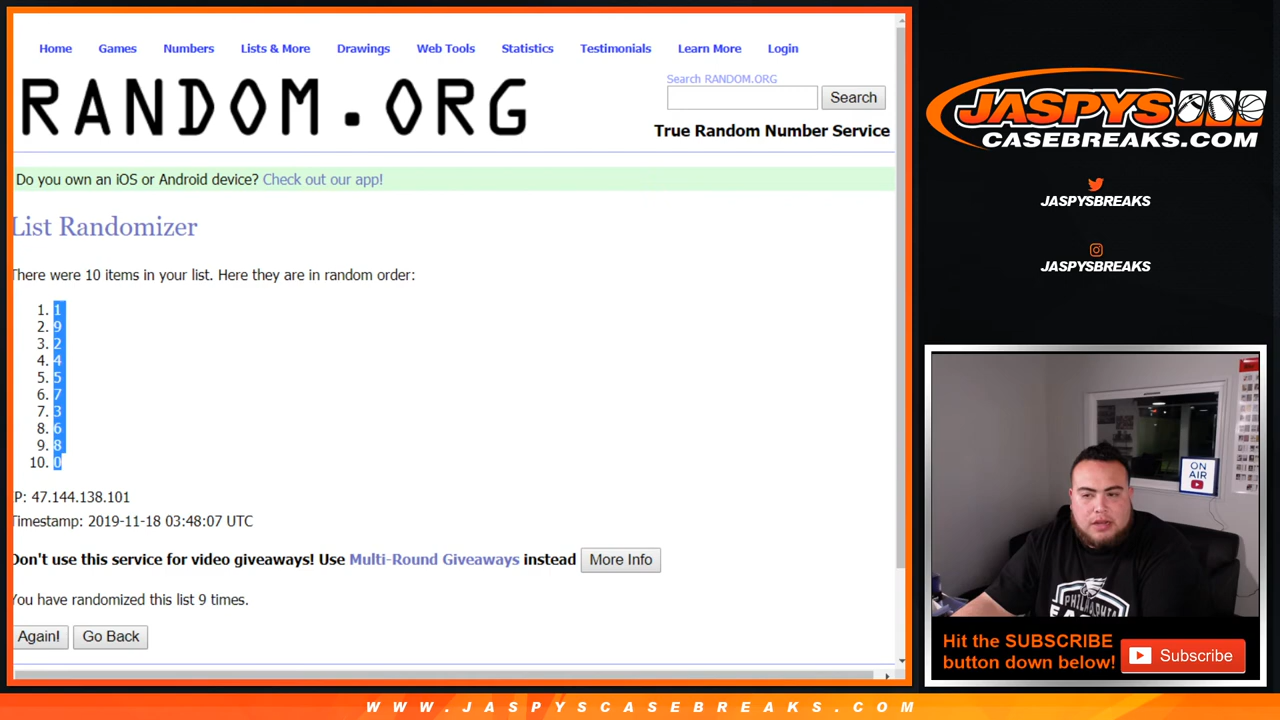 Home Games Numbers Lists & More Drawings Web Tools Statistics Testimonials Learn More Login
RANDOM.ORG
Search RANDOM.ORG
Search
True Random Number Service
Do you own an iOS or Android device? Check out our app!
List Randomizer
There were 10 items in your list. Here they are in random order:
1. 1
2. 9
3. 2
4. 4
5. 5
6. 7
7. 3
8. 6
9. 8
10. 0
P: 47.144.138.101
Timestamp: 2019-11-18 03:48:07 UTC
Don't use this service for video giveaways! Use Multi-Round Giveaways instead More Info
You have randomized this list 9 times.
Again! Go Back
JASPYS
CASEBREAKS.COM
JASPYSBREAKS
JASPYSBREAKS
ON
AIR
PHILADELPHIA
Hit the SUBSCRIBE
button down below!
Subscribe
WWW.JASPYSCASEBREAKS.COM